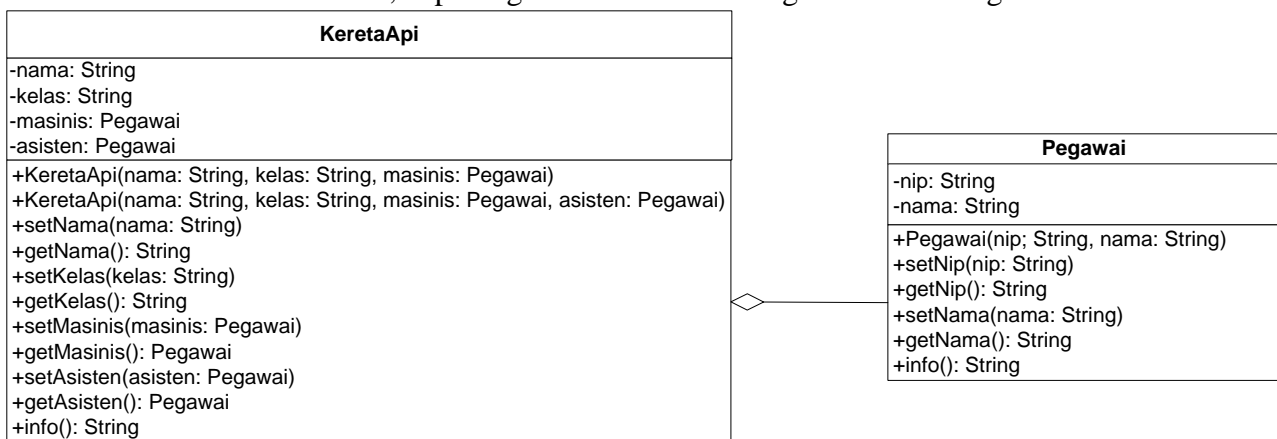 KeretaApi
-nama: String
-kelas: String
-masinis: Pegawai
-asisten: Pegawai
+KeretaApi(nama: String, kelas: String, masinis: Pegawai)
+KeretaApi(nama: String, kelas: String, masinis: Pegawai, asisten: Pegawai)
+setNama(nama: String)
+getNama(): String
+setKelas(kelas: String)
+getKelas(): String
+setMasinis(masinis: Pegawai)
+getMasinis(): Pegawai
+setAsisten(asisten: Pegawai)
+getAsisten(): Pegawai
+info(): String
Pegawai
-nip: String
-nama: String
+Pegawai(nip; String, nama: String)
+setNip(nip: String)
+getNip(): String
+setNama(nama: String)
+getNama(): String
+info(): String